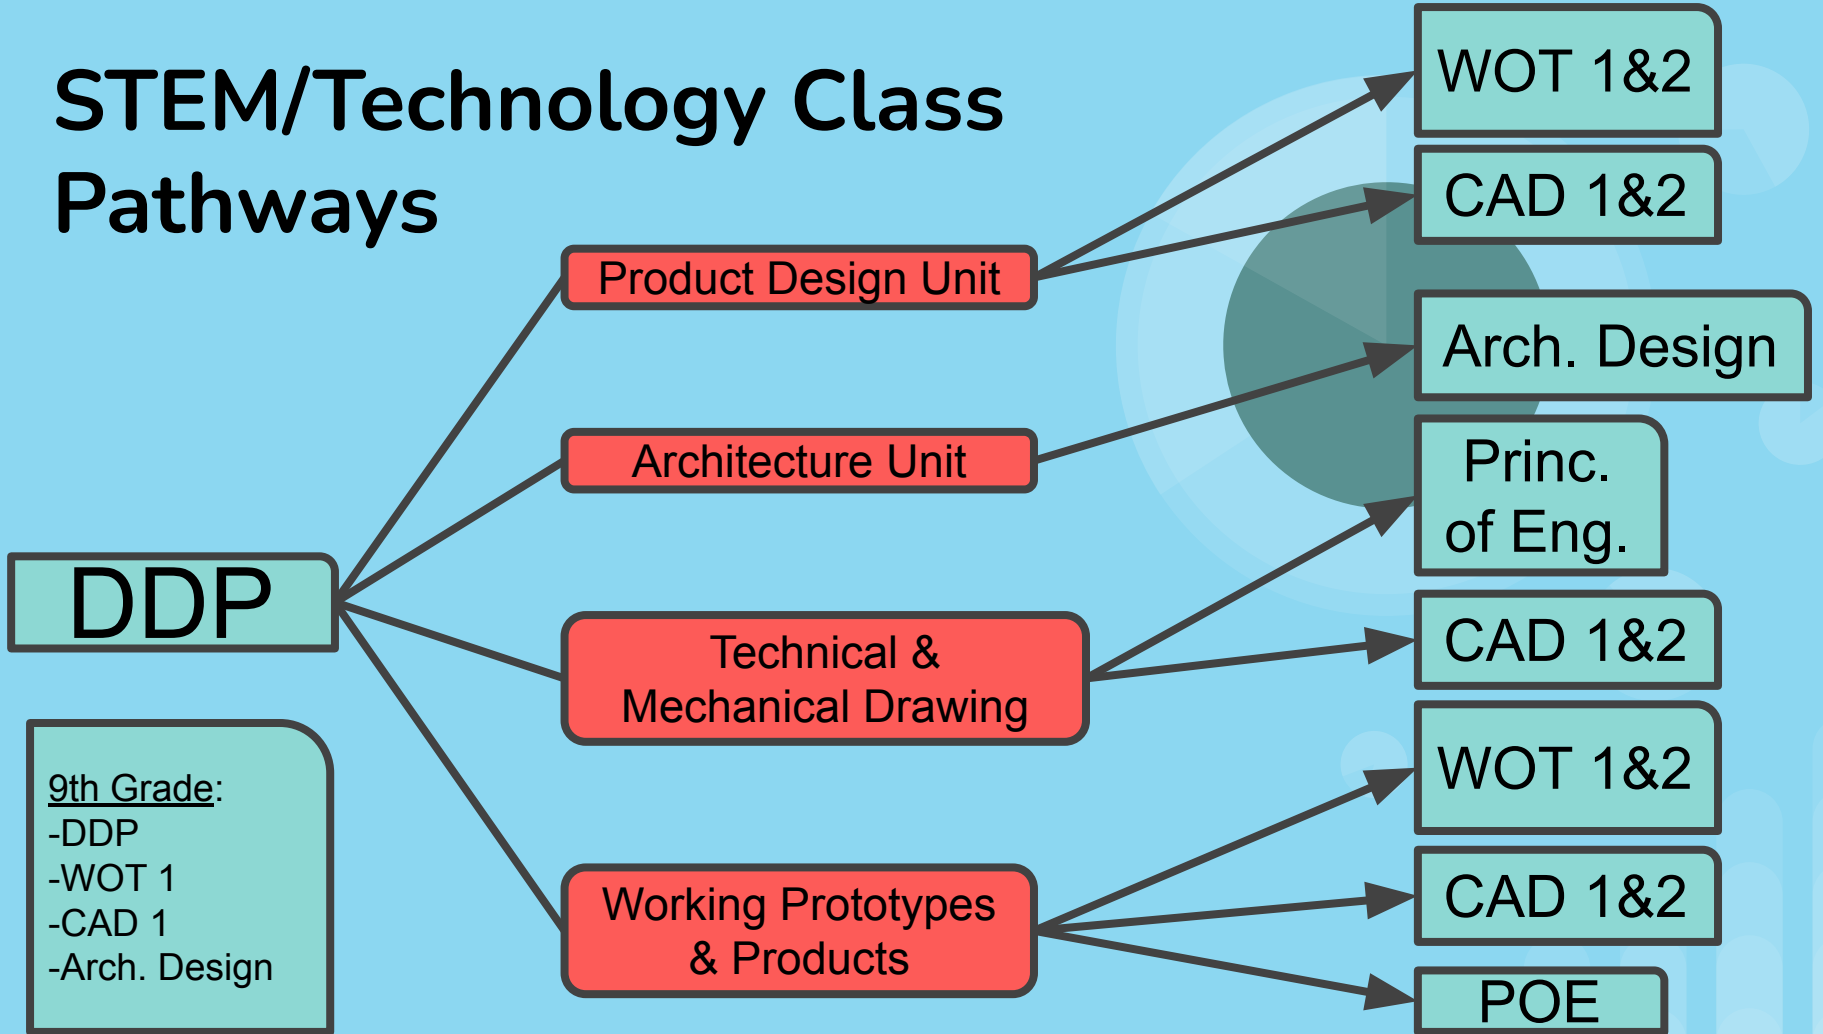 STEM/Technology Class
Pathways
WOT 1&2
CAD 1&2
Product Design Unit
Arch. Design
Architecture Unit
Princ.
of Eng.
DDP
Technical &
Mechanical Drawing
CAD 1&2
WOT 1&2
9th Grade:
-DDP
-WOT 1
-CAD 1
-Arch. Design
Working Prototypes
& Products
CAD 1&2
POE